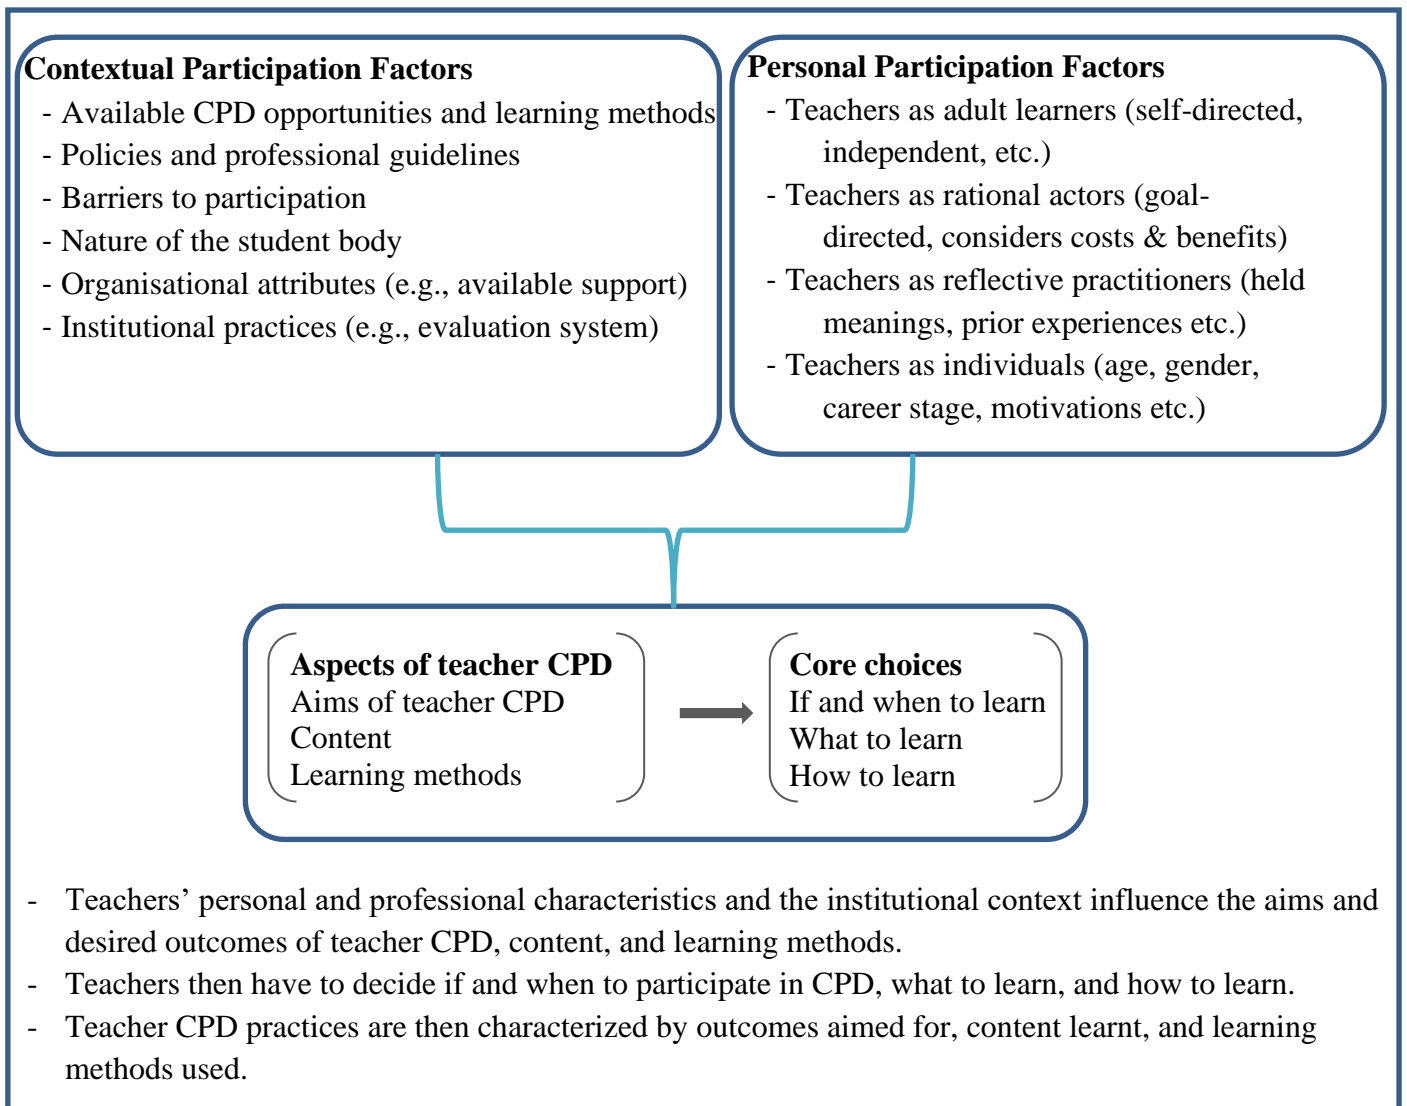 Contextual Participation Factors
- Available CPD opportunities and learning methods
- Policies and professional guidelines
- Barriers to participation
- Nature of the student body
- Organisational attributes (e.g., available support)
- Institutional practices (e.g., evaluation system)
Personal Participation Factors
- Teachers as adult learners (self-directed,
independent, etc.)
- Teachers as rational actors (goal-
directed, considers costs & benefits)
- Teachers as reflective practitioners (held
meanings, prior experiences etc.)
- Teachers as individuals (age, gender,
career stage, motivations etc.)
Aspects of teacher CPD
Aims of teacher CPD
Content
Learning methods
Core choices
If and when to learn
What to learn
How to learn
- Teachers’ personal and professional characteristics and the institutional context influence the aims and
desired outcomes of teacher CPD, content, and learning methods.
- Teachers then have to decide if and when to participate in CPD, what to learn, and how to learn.
- Teacher CPD practices are then characterized by outcomes aimed for, content learnt, and learning
methods used.